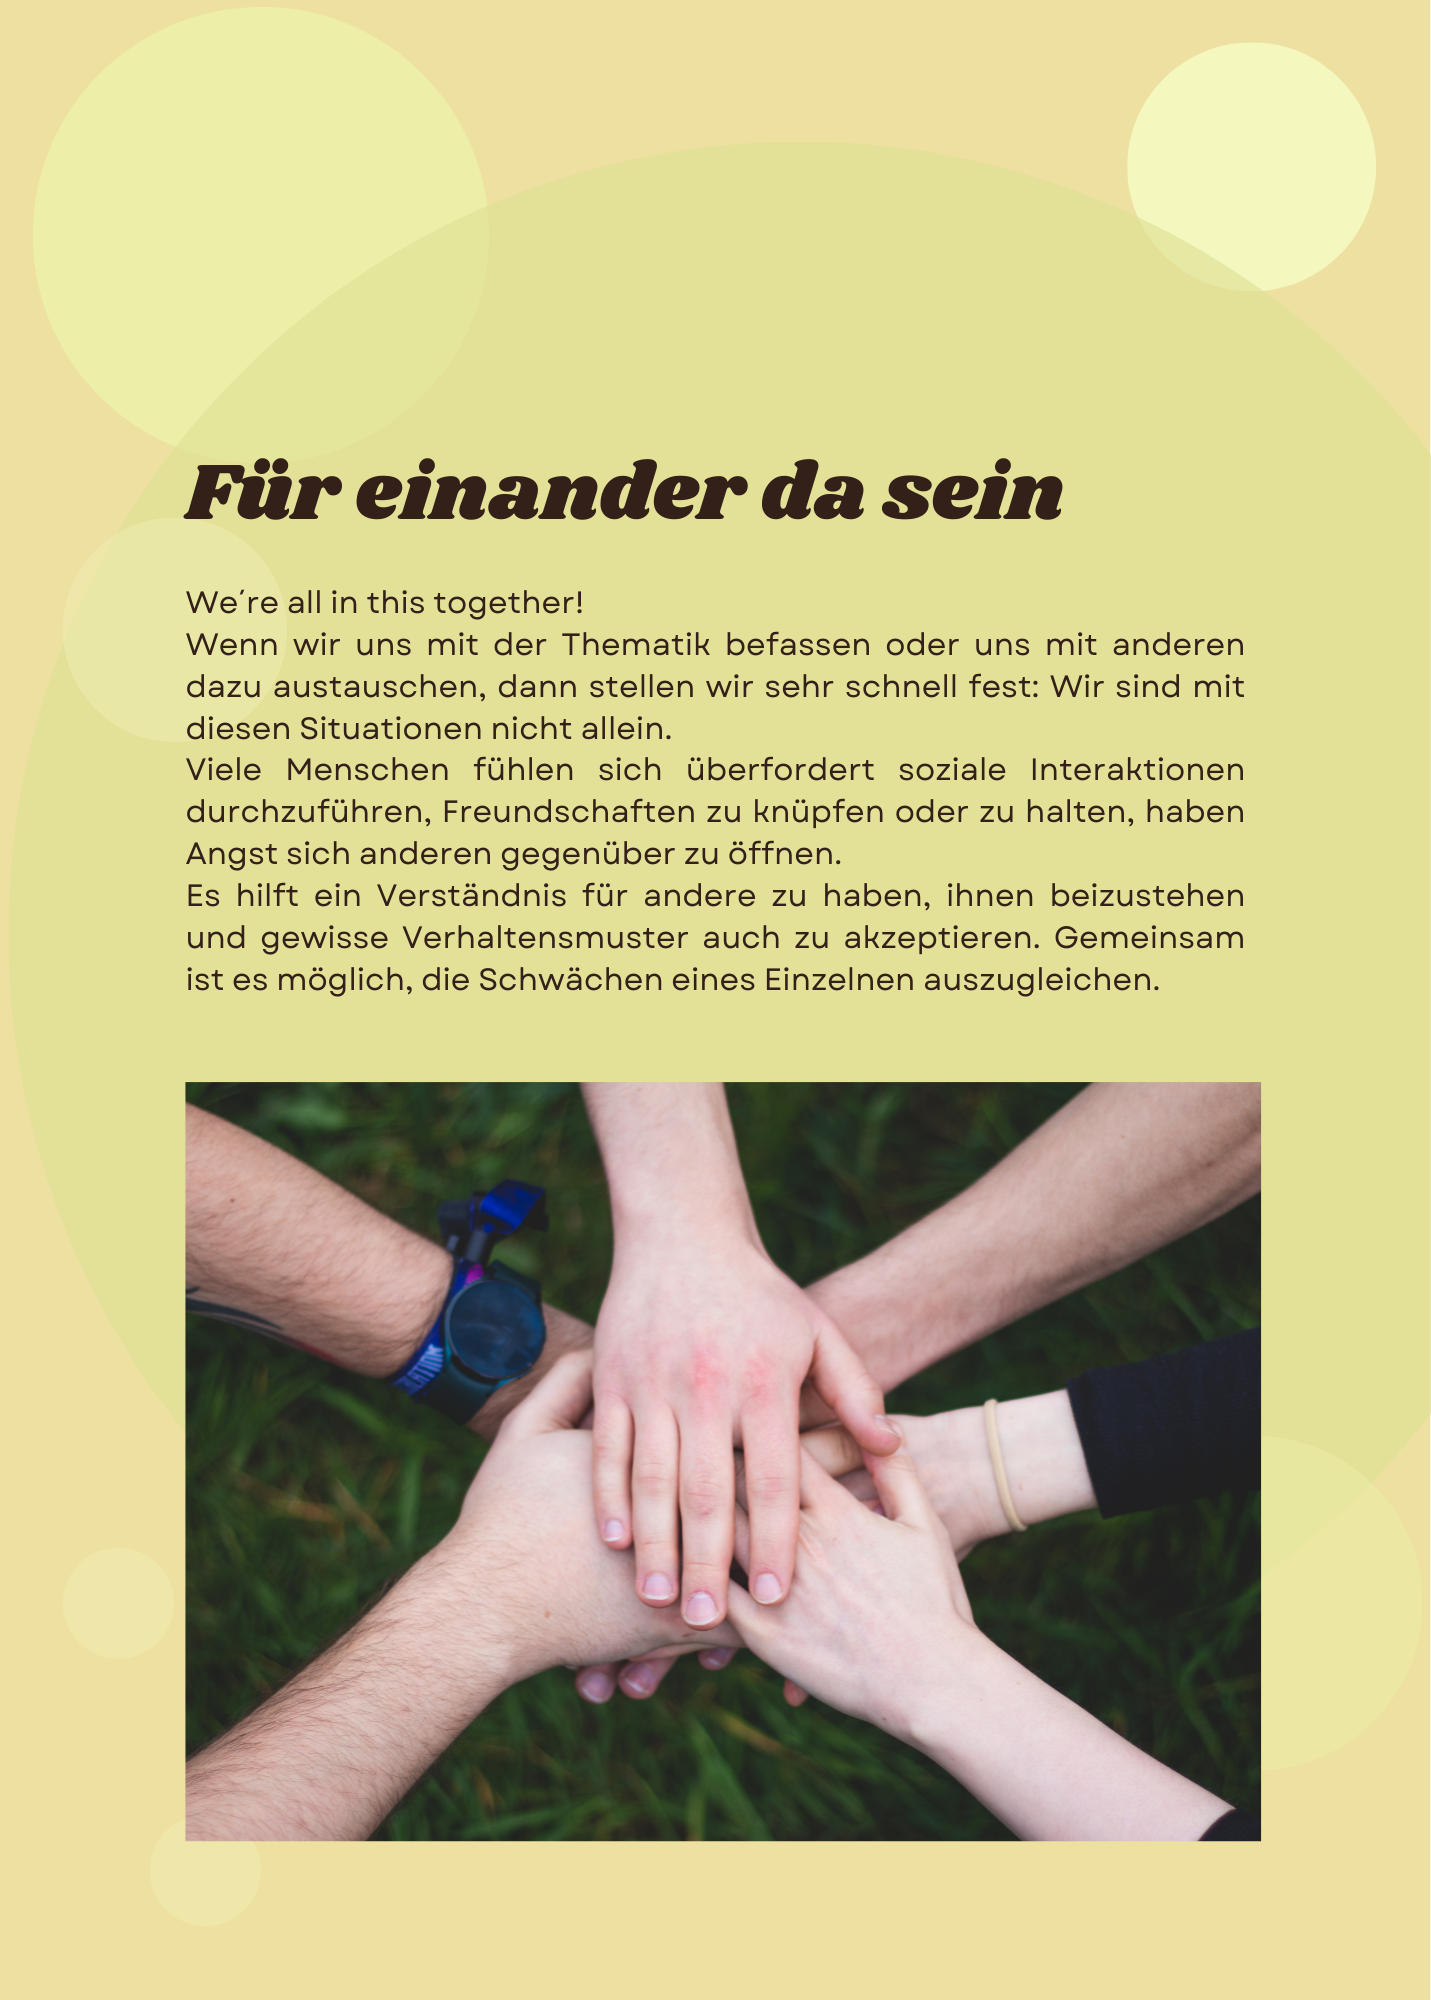 Für einander da sein
We´re all in this together!
Wenn wir uns mit der Thematik befassen oder uns mit anderen
dazu austauschen, dann stellen wir sehr schnell fest: Wir sind mit
diesen Situationen nicht allein.
Viele Menschen fühlen sich überfordert soziale Interaktionen
durchzuführen, Freundschaften zu knüpfen oder zu halten, haben
Angst sich anderen gegenüber zu öffnen.
Es hilft ein Verständnis für andere zu haben, ihnen beizustehen
und gewisse Verhaltensmuster auch zu akzeptieren. Gemeinsam
ist es möglich, die Schwächen eines Einzelnen auszugleichen.